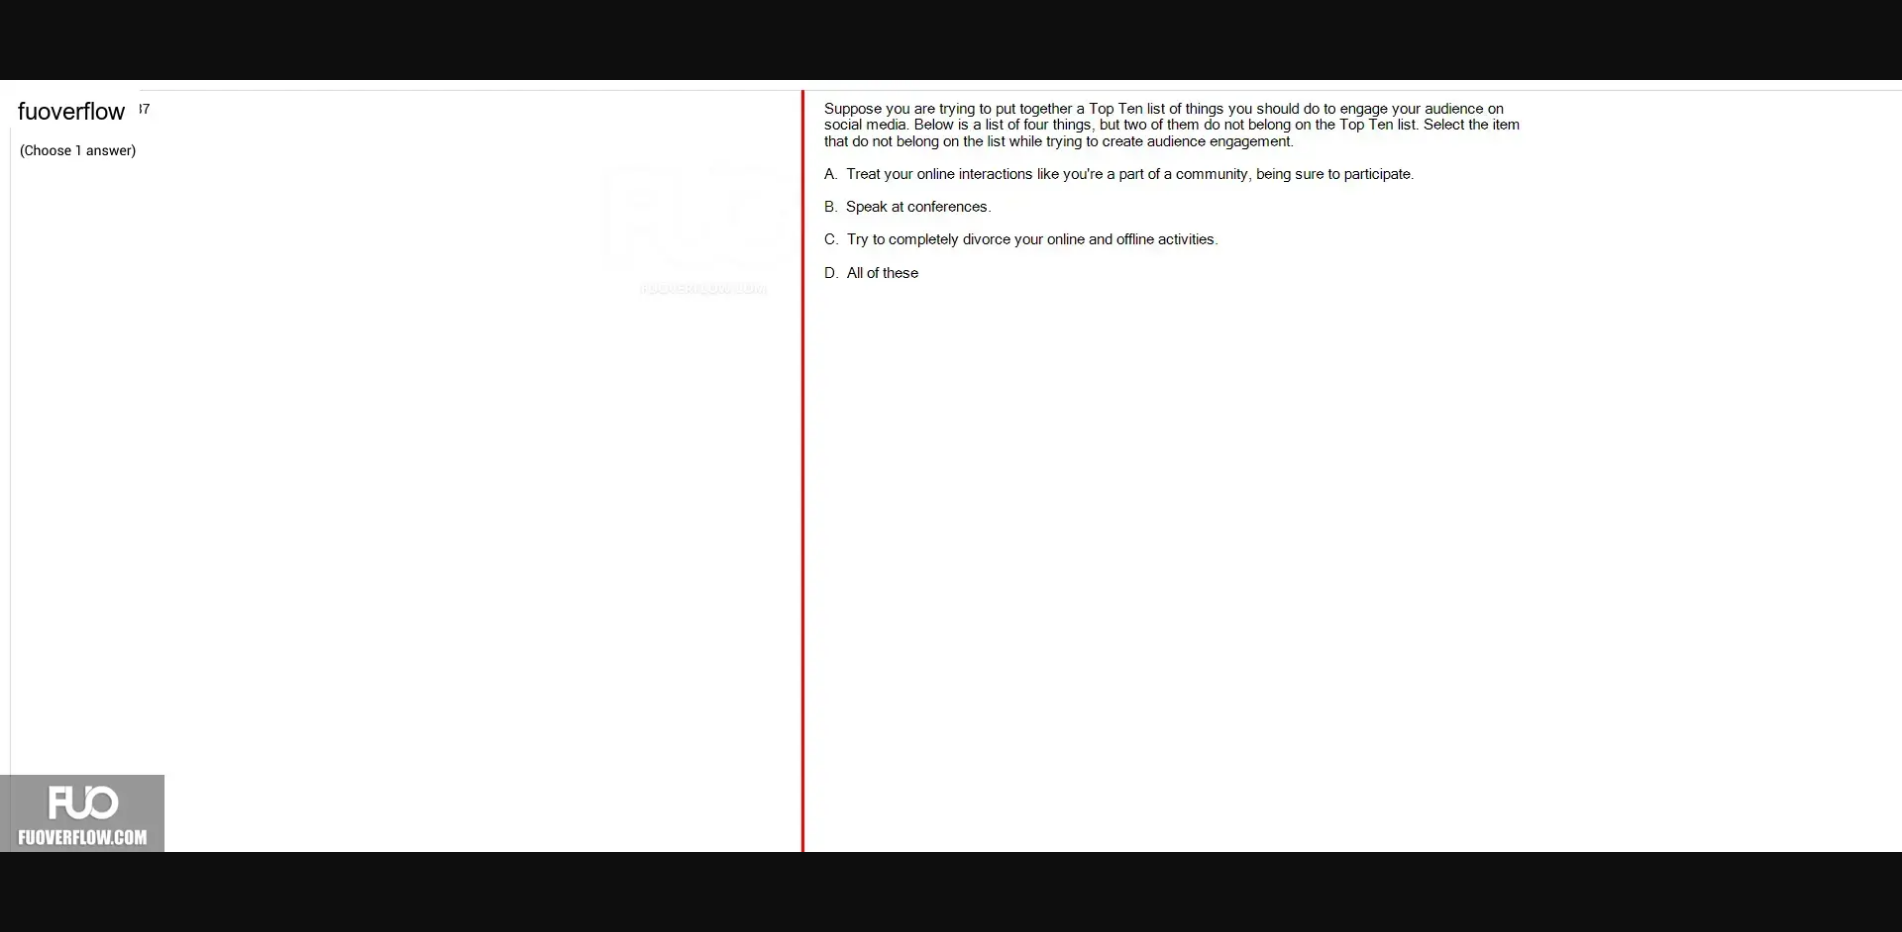 fuoverflow 37
(Choose 1 answer)
Suppose you are trying to put together a Top Ten list of things you should do to engage your audience on
social media. Below is a list of four things, but two of them do not belong on the Top Ten list. Select the item
that do not belong on the list while trying to create audience engagement.
A. Treat your online interactions like you're a part of a community, being sure to participate.
B. Speak at conferences.
C. Try to completely divorce your online and offline activities.
D. All of these
FUOVERFLOW.COM
FUO
FUOVERFLOW.COM